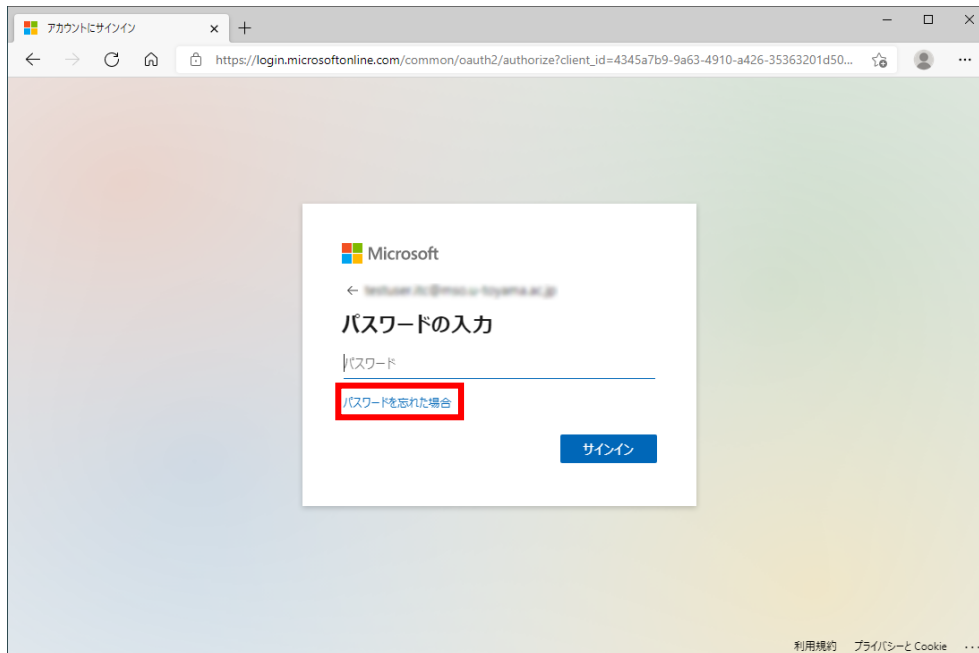 アカウントにサインイン
https://login.microsoftonline.com/common/oauth2/authorize?client_id=4345a7b9-9a63-4910-a426-35363201d50...
Microsoft
パスワードの入力
パスワード
パスワードを忘れた場合
サインイン
利用規約 プライバシーと Cookie ...